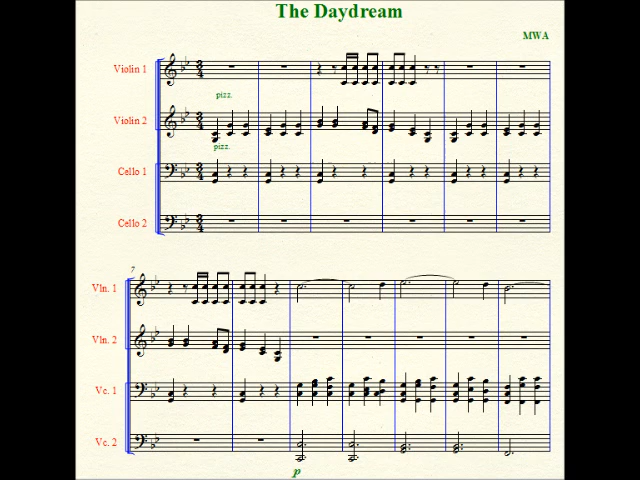 The Daydream
MWA
Violin 1
pizz.
Violin 2
pizz.
Cello 1
Cello 2
7
Vln. 1
Vln. 2
Vc. 1
Vc. 2
p